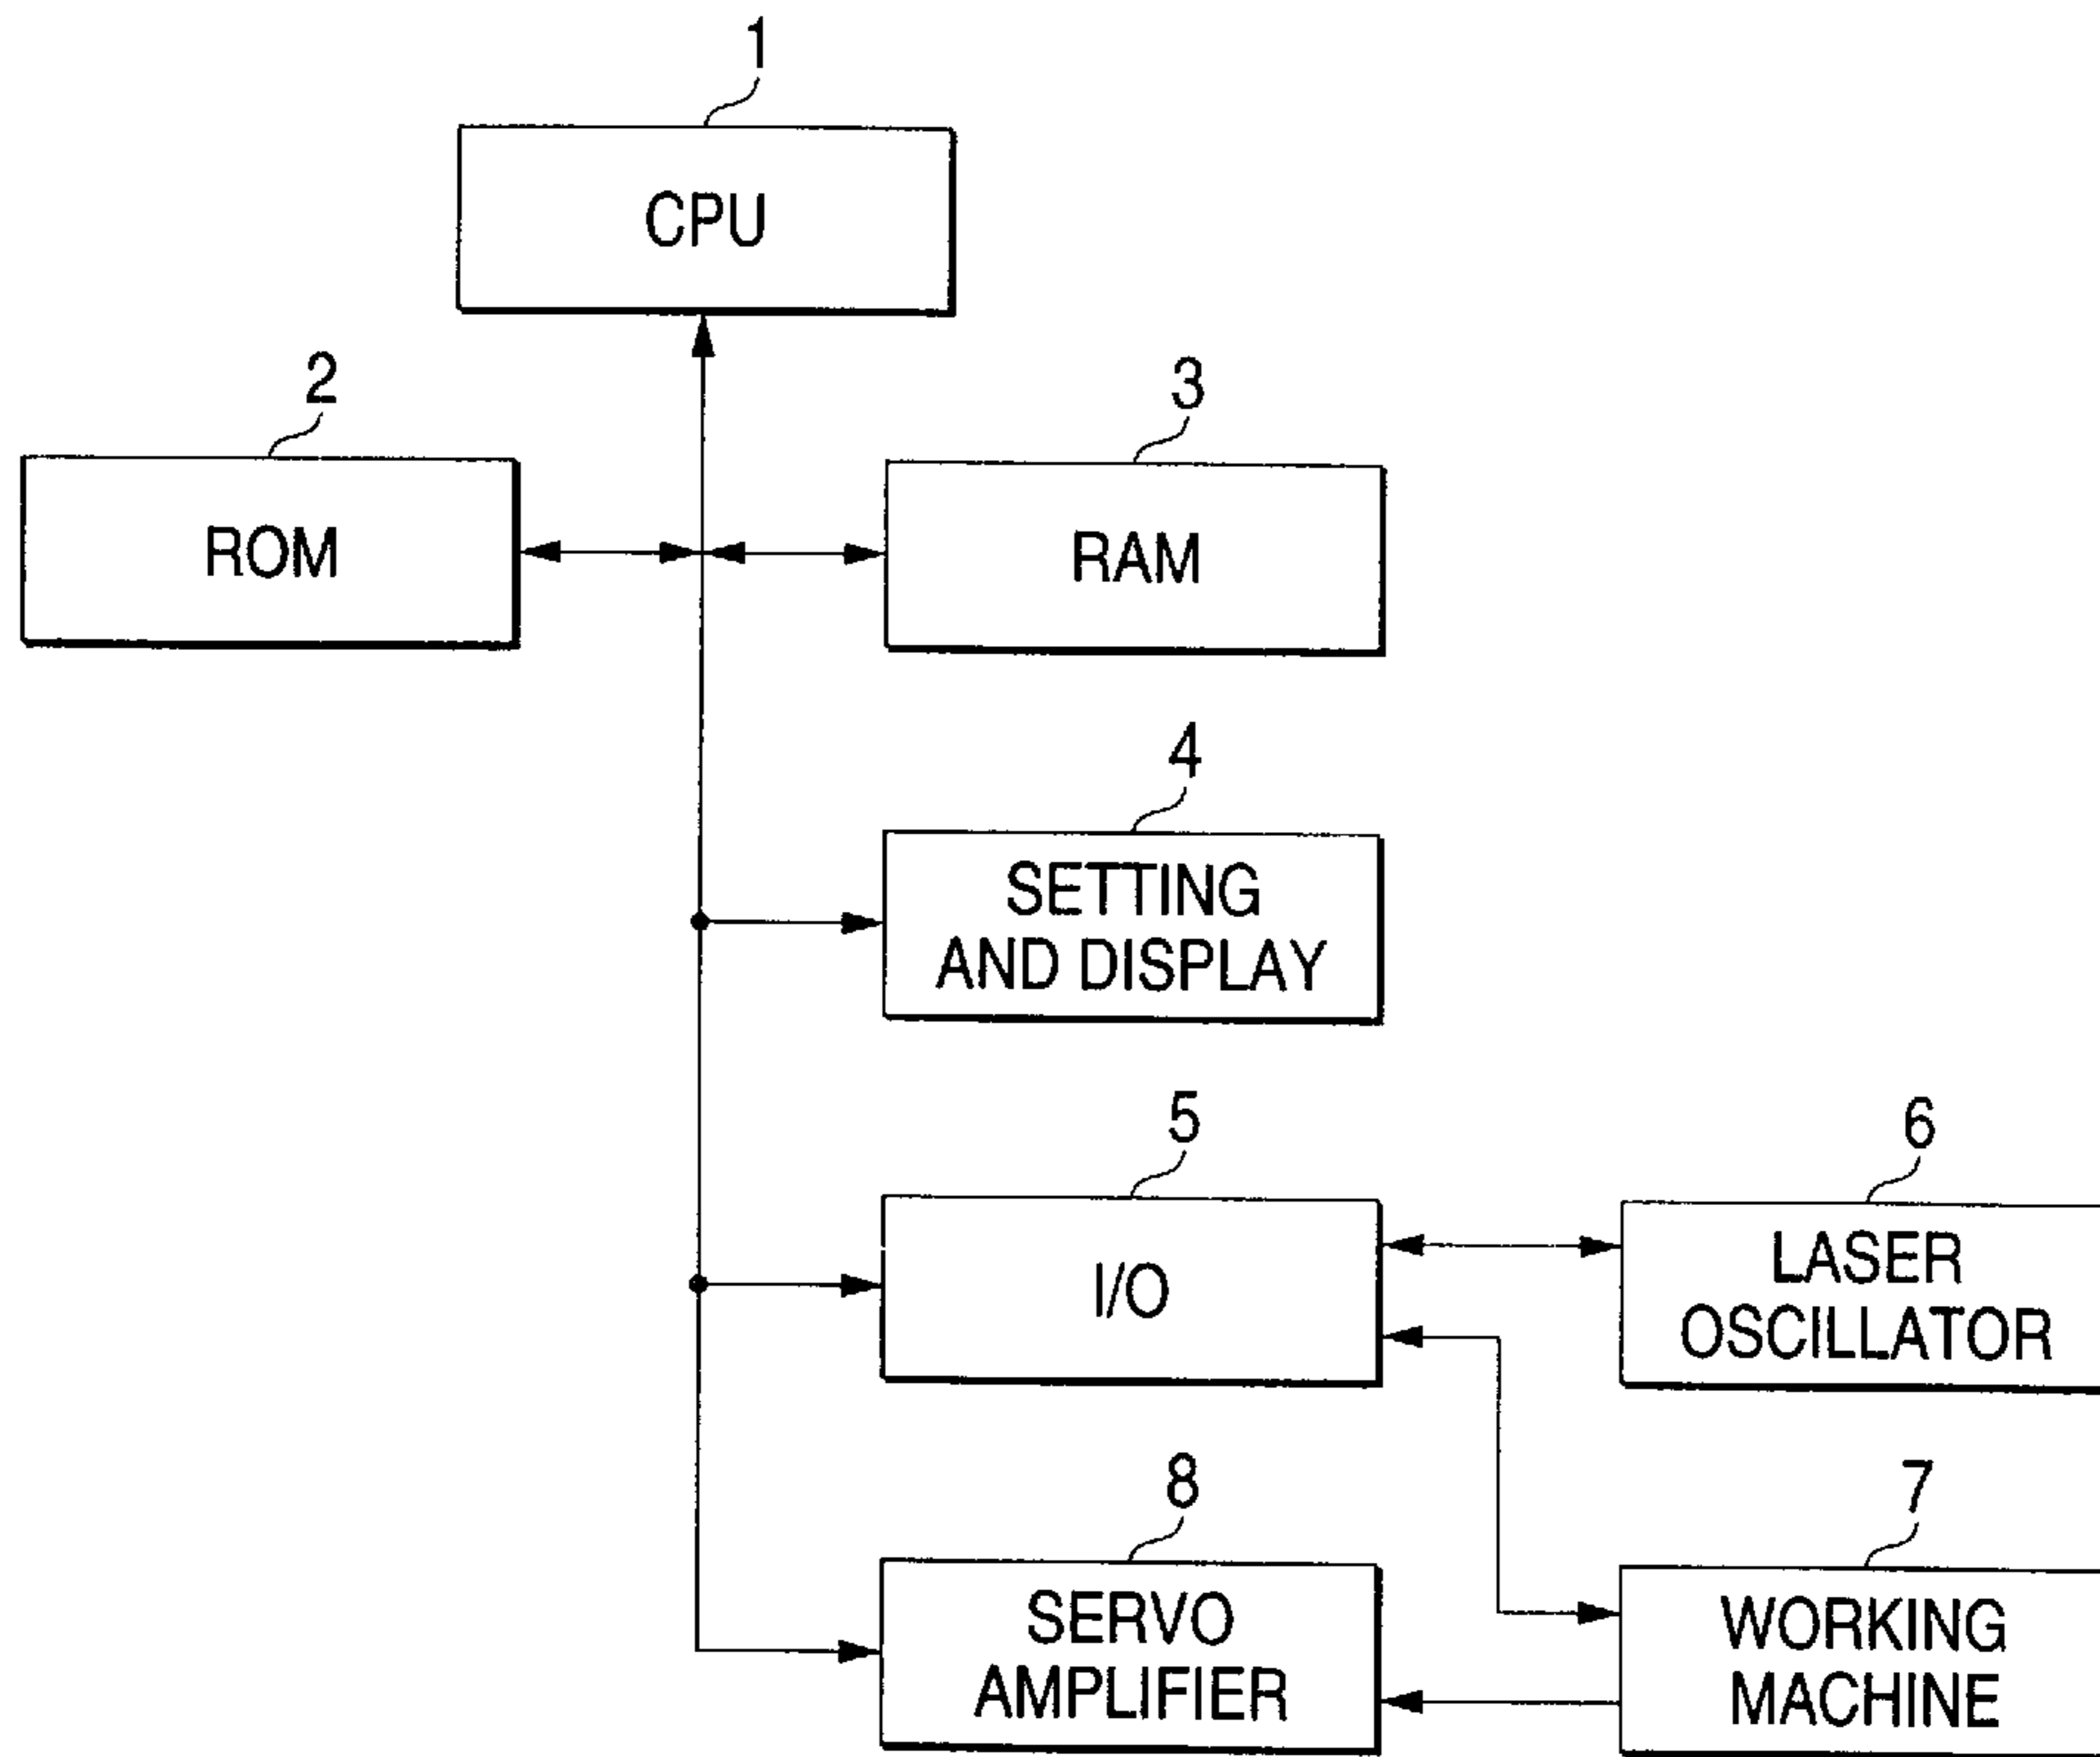 1
CPU
2
3
ROM
RAM
4
SETTING
AND DISPLAY
5
6
I/O
LASER
OSCILLATOR
8
7
SERVO
AMPLIFIER
WORKING
MACHINE